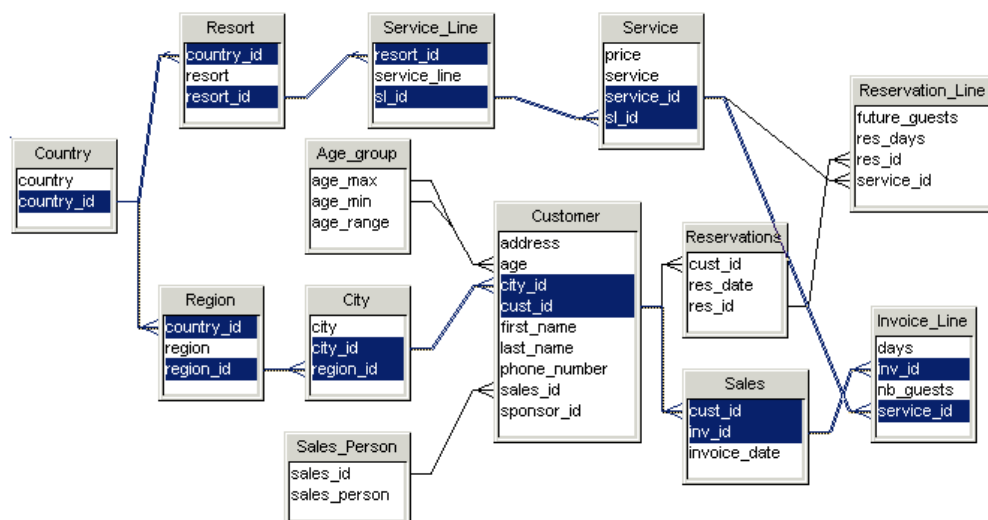 Resort
country_id
resort
resort_id
Service_Line
resort_id
service_line
sl_id
Service
price
service
service_id
sl_id
Reservation_Line
future_guests
res_days
res_id
service_id
Country
country
country_id
Age_group
age_max
age_min
age_range
Customer
address
age
city_id
cust_id
first_name
last_name
phone_number
sales_id
sponsor_id
Reservations
cust_id
res_date
res_id
Region
country_id
region
region_id
City
city
city_id
region_id
Invoice_Line
days
inv_id
nb_guests
service_id
Sales
cust_id
inv_id
invoice_date
Sales_Person
sales_id
sales_person